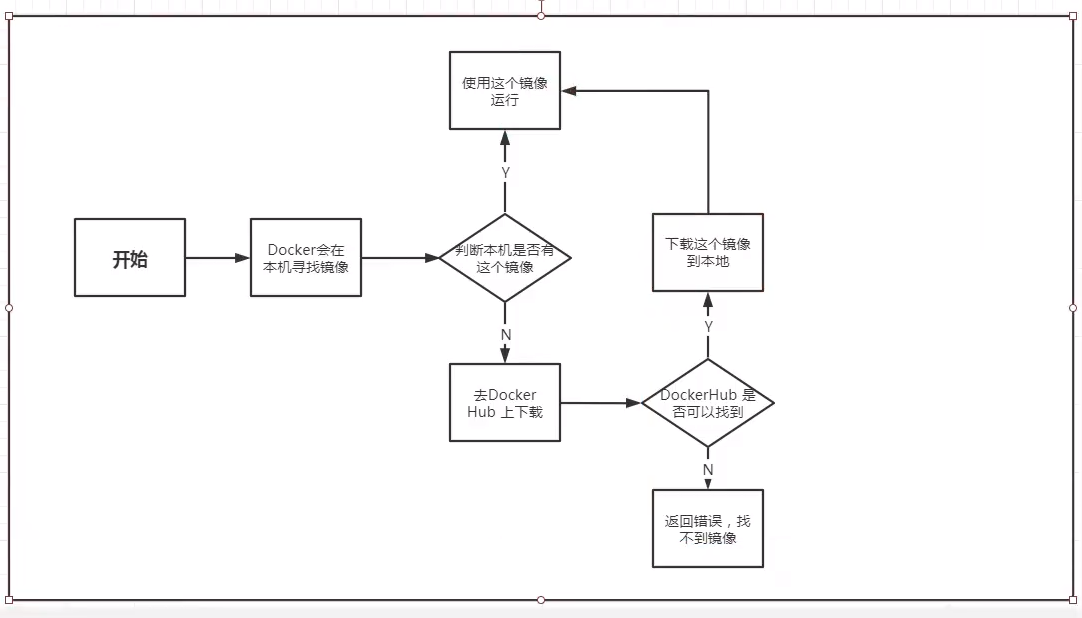 使用这个镜像
运行
Y
开始
Docker会在
本机寻找镜像
判断本机是否有
这个镜像
下载这个镜像
到本地
N
Y
去Docker
Hub 上下载
DockerHub 是
否可以找到
N
返回错误，找
不到镜像